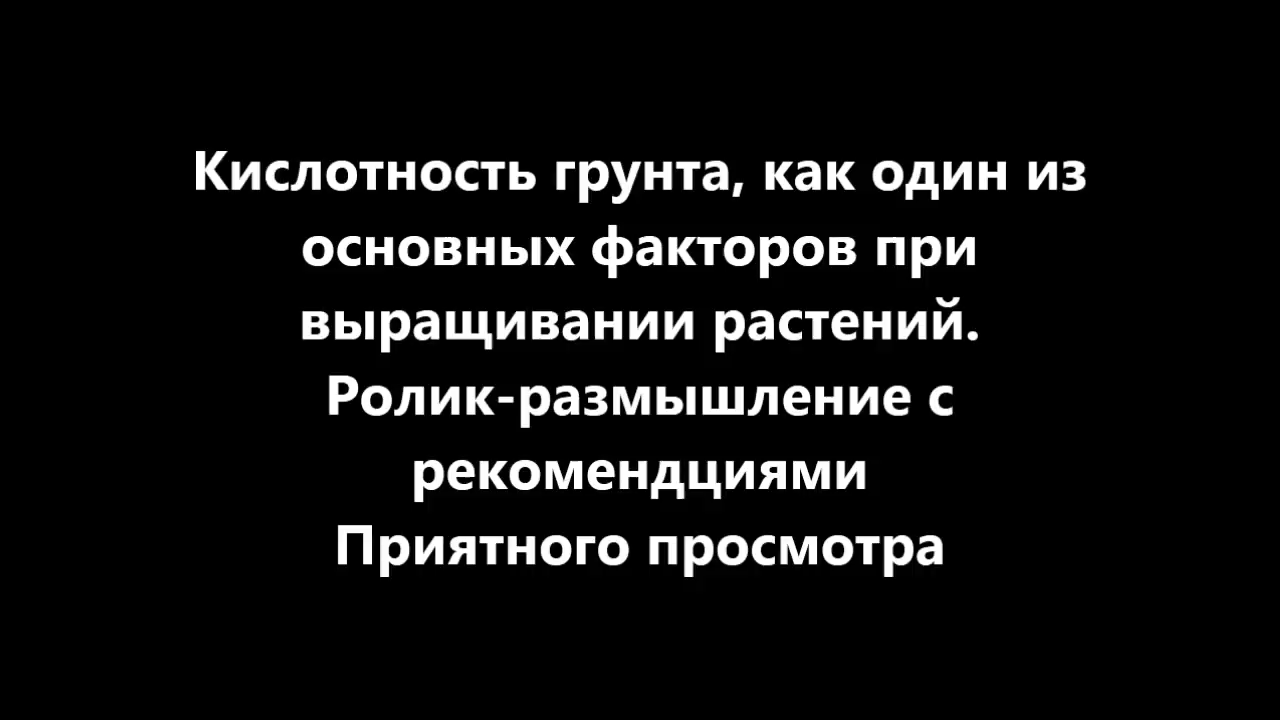 Кислотность грунта, как один из
основных факторов при
выращивании растений.
Ролик-размышление с
рекомендциями
Приятного просмотра